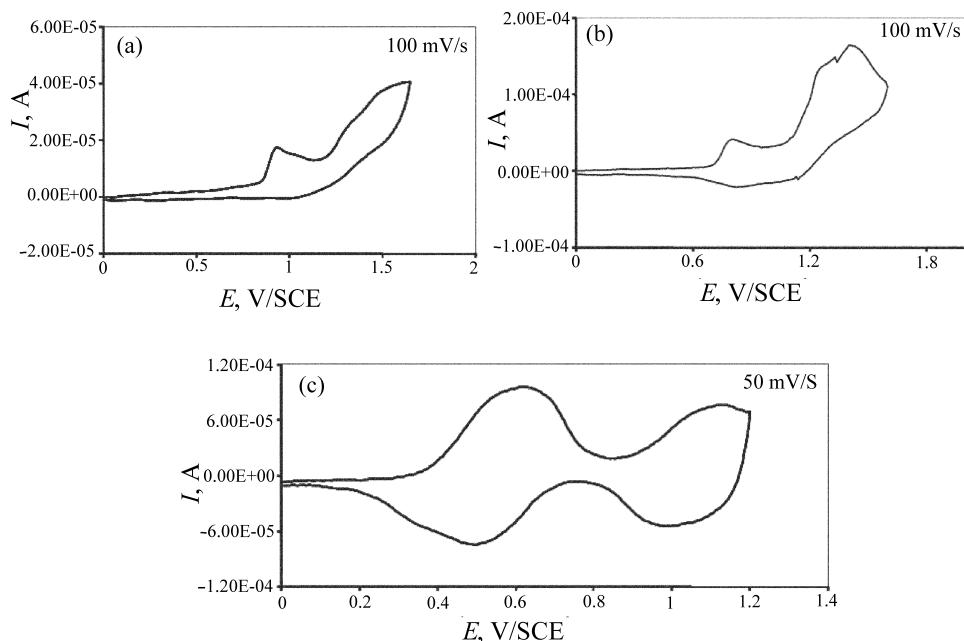 (a)
100 mV/s
6.00E-05
4.00E-05
2.00E-05
0.00E+00
-2.00E-05
I, A
0
0.5
1
1.5
2
E, V/SCE
(b)
100 mV/s
2.00E-04
1.00E-04
0.00E+00
-1.00E-04
I, A
0
0.6
1.2
1.8
E, V/SCE
(c)
50 mV/S
1.20E-04
6.00E-05
0.00E+00
-6.00E-05
-1.20E-04
I, A
0
0.2
0.4
0.6
0.8
1
1.2
1.4
E, V/SCE